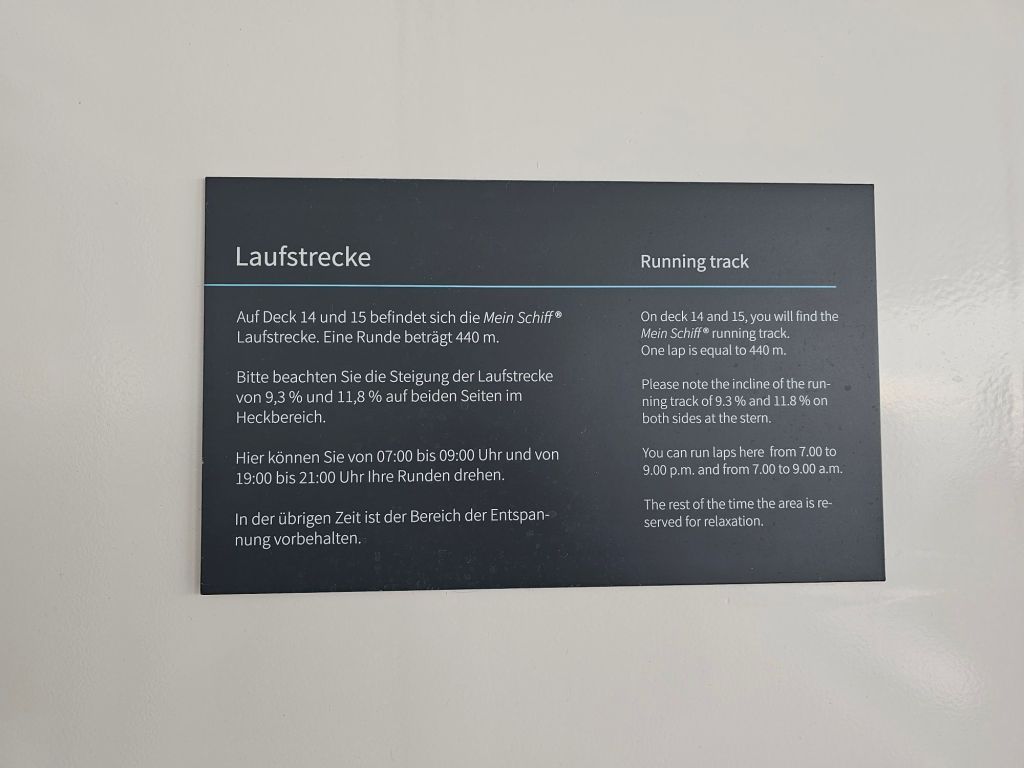 Laufstrecke
Auf Deck 14 und 15 befindet sich die Mein Schiff®
Laufstrecke. Eine Runde beträgt 440 m.
Bitte beachten Sie die Steigung der Laufstrecke
von 9,3 % und 11,8 % auf beiden Seiten im
Heckbereich.
Hier können Sie von 07:00 bis 09:00 Uhr und von
19:00 bis 21:00 Uhr Ihre Runden drehen.
In der übrigen Zeit ist der Bereich der Entspan-
nung vorbehalten.
Running track
On deck 14 and 15, you will find the
Mein Schiff® running track.
One lap is equal to 440 m.
Please note the incline of the run-
ning track of 9.3 % and 11.8 % on
both sides at the stern.
You can run laps here from 7.00 to
9.00 p.m. and from 7.00 to 9.00 a.m.
The rest of the time the area is re-
served for relaxation.